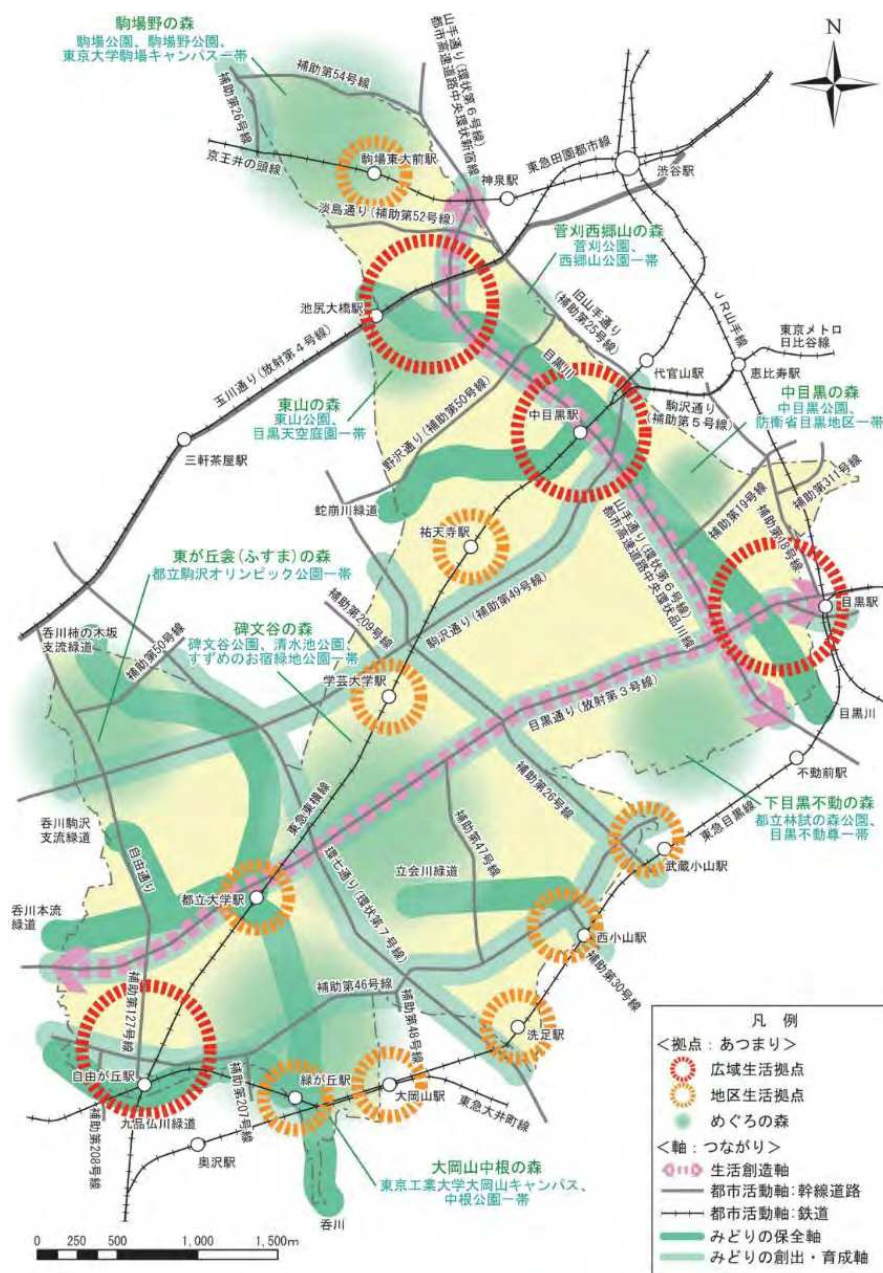 駒場野の森
駒場公園、駒場野公園、
東京大学駒場キャンパス一帯
補助第54号線
補助第26号線
山手通り(環状第6号線)
都市高速道路中央環状新宿線
N
京王井の頭線
駒場東大前駅
東急田園都市線
神泉駅
渋谷駅
淡島通り(補助第52号線)
菅刈西郷山の森
菅刈公園、
西郷山公園一帯
池尻大橋駅
旧山手通り
(補助第25号線)
JR山手線
東京メトロ
日比谷線
玉川通り(放射第4号線)
目黒川
代官山駅
恵比寿駅
東山の森
東山公園、
目黒天空庭園一帯
野沢通り(補助第50号線)
中目黒駅
駒沢通り
(補助第5号線)
中目黒の森
中目黒公園、
防衛省目黒地区一帯
三軒茶屋駅
蛇崩川緑道
祐天寺駅
山手通り(環状第6号線)
都市高速道路中央環状品川線
補助第19号線
補助第311号線
補助第18号線
目黒駅
東が丘衾(ふすま)の森
都立駒沢オリンピック公園一帯
補助第209号線
駒沢通り(補助第49号線)
呑川柿の木坂
支流緑道
補助第50号線
碑文谷の森
碑文谷公園、清水池公園、
すずめのお宿緑地公園一帯
学芸大学駅
目黒通り(放射第3号線)
目黒川
不動前駅
下目黒不動の森
都立林試の森公園、
目黒不動尊一帯
呑川駒沢
支流緑道
東急東横線
補助第26号線
東急目黒線
武蔵小山駅
自由通り
環七通り(環状第7号線)
補助第47号線
立会川緑道
都立大学駅
呑川本流
緑道
西小山駅
補助第46号線
補助第30号線
補助第127号線
補助第48号線
洗足駅
自由が丘駅
九品仏川緑道
補助第207号線
緑が丘駅
大岡山駅
東急大井町線
補助第208号線
奥沢駅
大岡山中根の森
東京工業大学大岡山キャンパス、
中根公園一帯
呑川
0 250 500 1,000 1,500m
凡 例
<拠点:あつまり>
広域生活拠点
地区生活拠点
めぐろの森
<軸:つながり>
生活創造軸
都市活動軸:幹線道路
都市活動軸:鉄道
みどりの保全軸
みどりの創出・育成軸